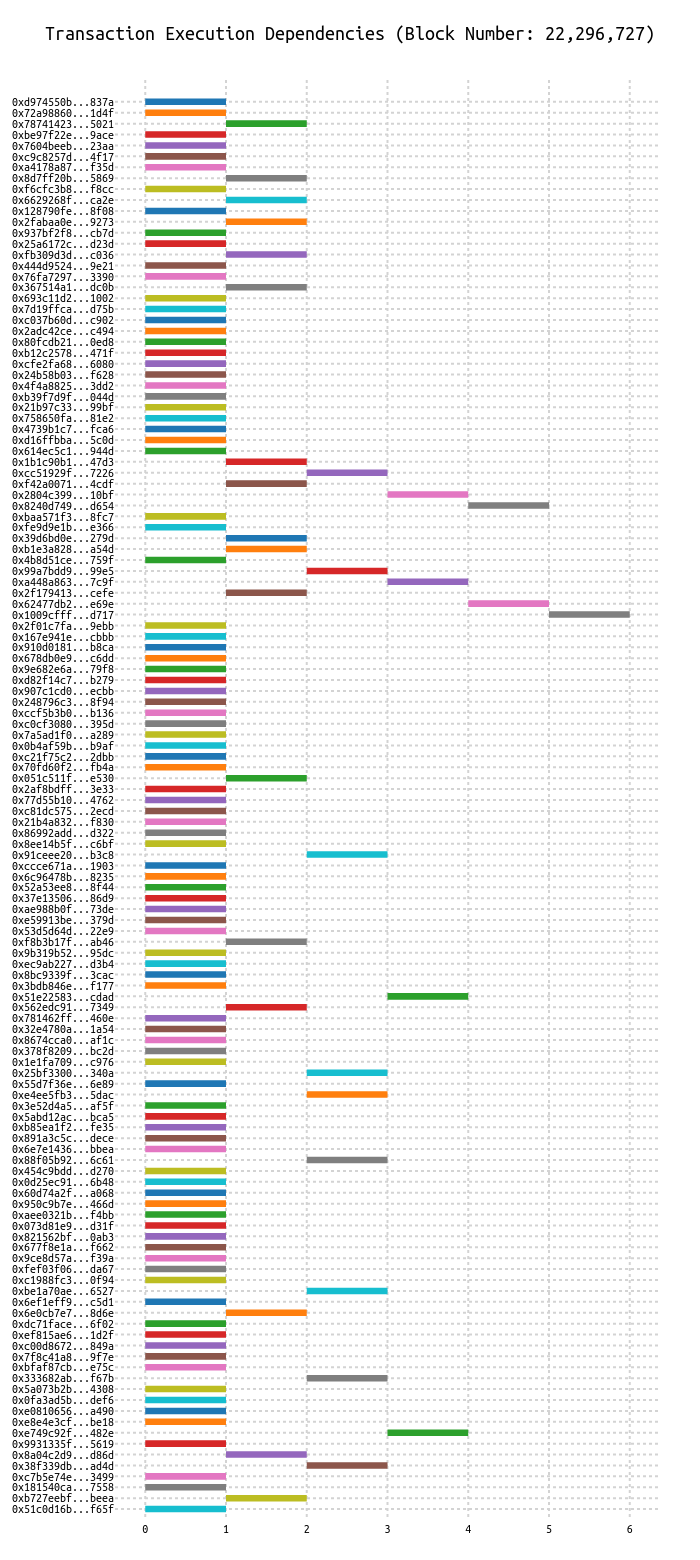 Transaction Execution Dependencies (Block Number: 22,296,727)
0xd974550b...837a
0x72a98860...1d4f
0x78741423...5021
0xbe97f22e...9ace
0x7604beeb...23aa
0xc9c8257d...4f17
0xa4178a87...f35d
0x8d7ff20b...5869
0xf6cfc3b8...f8cc
0x6629268f...ca2e
0x128790fe...8f08
0x2fabaa0e...9273
0x937bf2f8...cb7d
0x25a6172c...d23d
0xfb309d3d...c036
0x444d9524...9e21
0x76fa7297...3390
0x367514a1...dc0b
0x693c11d2...1002
0x7d19ffca...d75b
0xc037b60d...c902
0x2adc42ce...c494
0x80fcdb21...0ed8
0xb12c2578...471f
0xcfe2fa68...6080
0x24b58b03...f628
0x4f4a8825...3dd2
0xb39f7d9f...044d
0x21b97c33...99bf
0x758650fa...81e2
0x4739b1c7...fca6
0xd16ffbba...5c0d
0x614ec5c1...944d
0x1b1c90b1...47d3
0xcc51929f...7226
0xf42a0071...4cdf
0x2804c399...10bf
0x8240d749...d654
0xbaa571f3...8fc7
0xfe9d9e1b...e366
0x39d6bd0e...279d
0xb1e3a828...a54d
0x4b8d51ce...759f
0x99a7bdd9...99e5
0xa448a863...7c9f
0x2f179413...cefe
0x62477db2...e69e
0x1009cfff...d717
0x2f01c7fa...9ebb
0x167e941e...cbbb
0x910d0181...b8ca
0x678db0e9...c6dd
0x9e682e6a...79f8
0xd82f14c7...b279
0x907c1cd0...ecbb
0x248796c3...8f94
0xccf5b3b0...b136
0xc0cf3080...395d
0x7a5ad1f0...a289
0x0b4af59b...b9af
0xc21f75c2...2dbb
0x70fd60f2...fb4a
0x051c511f...e530
0x2af8bdff...3e33
0x77d55b10...4762
0xc81dc575...2ecd
0x21b4a832...f830
0x86992add...d322
0x8ee14b5f...c6bf
0x91ceee20...b3c8
0xccce671a...1903
0x6c96478b...8235
0x52a53ee8...8f44
0x37e13506...86d9
0xae988b0f...73de
0xe59913be...379d
0x53d5d64d...22e9
0xf8b3b17f...ab46
0x9b319b52...95dc
0xec9ab227...d3b4
0x8bc9339f...3cac
0x3bdb846e...f177
0x51e22583...cdad
0x562edc91...7349
0x781462ff...460e
0x32e4780a...1a54
0x8674cca0...af1c
0x378f8209...bc2d
0x1e1fa709...c976
0x25bf3300...340a
0x55d7f36e...6e89
0xe4ee5fb3...5dac
0x3e52d4a5...af5f
0x5abd12ac...bca5
0xb85ea1f2...fe35
0x891a3c5c...dece
0x6e7e1436...bbea
0x88f05b92...6c61
0x454c9bdd...d270
0x0d25ec91...6b48
0x60d74a2f...a068
0x950c9b7e...466d
0xaee0321b...f4bb
0x073d81e9...d31f
0x821562bf...0ab3
0x677f8e1a...f662
0x9ce8d57a...f39a
0xfef03f06...da67
0xc1988fc3...0f94
0xbe1a70ae...6527
0x6ef1eff9...c5d1
0x6e0cb7e7...8d6e
0xdc71face...6f02
0xef815ae6...1d2f
0xc00d8672...849a
0x7f8c41a8...9f7e
0xbfaf87cb...e75c
0x333682ab...f67b
0x5a073b2b...4308
0x0fa3ad5b...def6
0xe0810656...a490
0xe8e4e3cf...be18
0xe749c92f...482e
0x9931335f...5619
0x8a04c2d9...d86d
0x38f339db...ad4d
0xc7b5e74e...3499
0x181540ca...7558
0xb727eebf...beea
0x51c0d16b...f65f
0 1 2 3 4 5 6